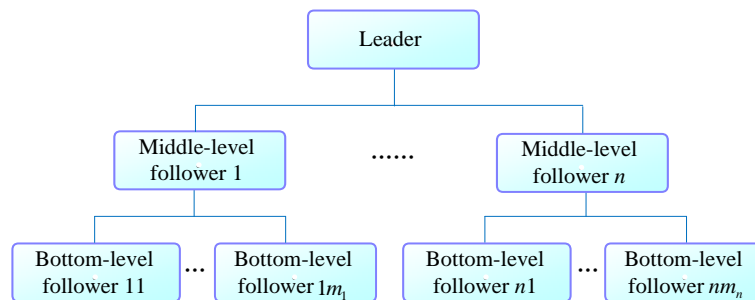 Leader
Middle-level
follower 1
......
Middle-level
follower n
Bottom-level
follower 11
...
Bottom-level
follower 1m₁
Bottom-level
follower n1
...
Bottom-level
follower nmₙ